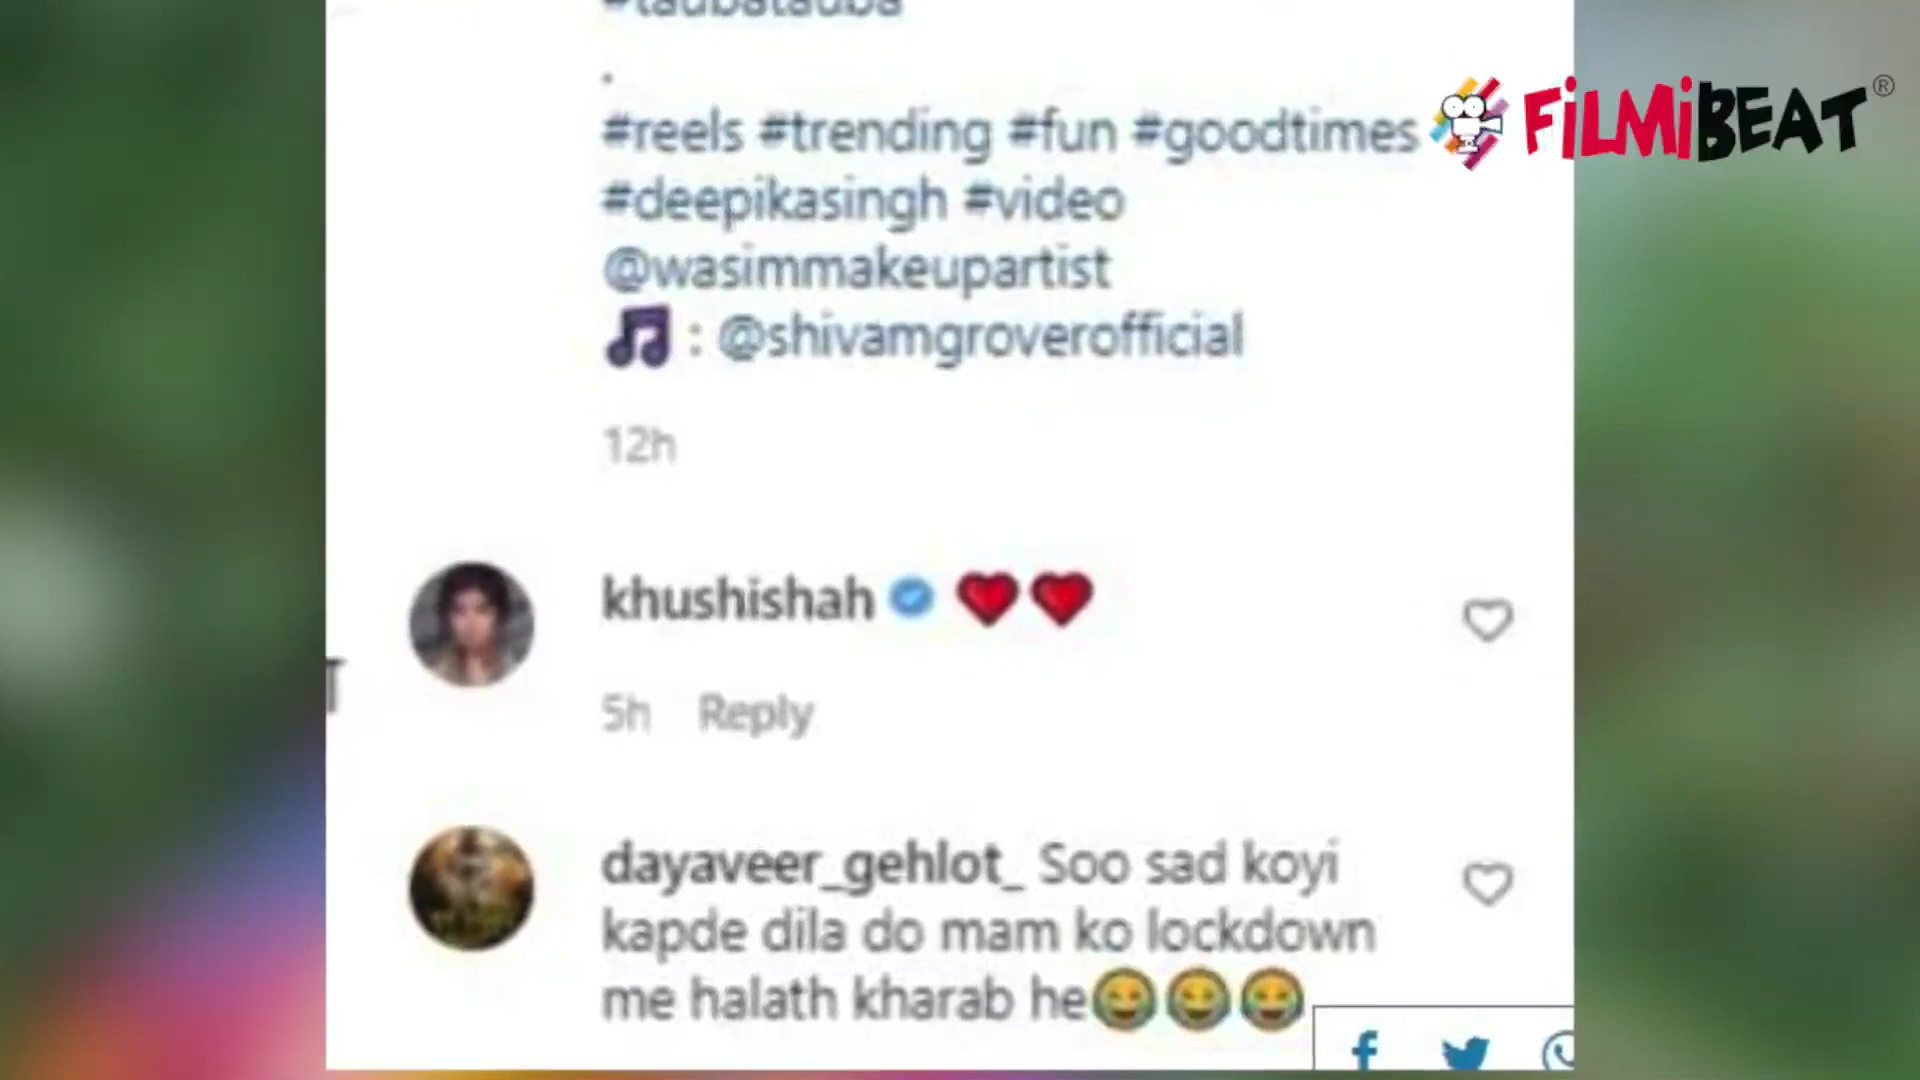 #taubatauba
.
#reels #trending #fun #goodtimes
#deepikasingh #video
@wasimmakeupartist
🎵 : @shivamgroverofficial
12h
khushishah ❤️❤️
5h Reply
dayaveer_gehlot_ Soo sad koyi
kapde dila do mam ko lockdown
me halath kharab he😂😂😂
FiLMiBEAT®